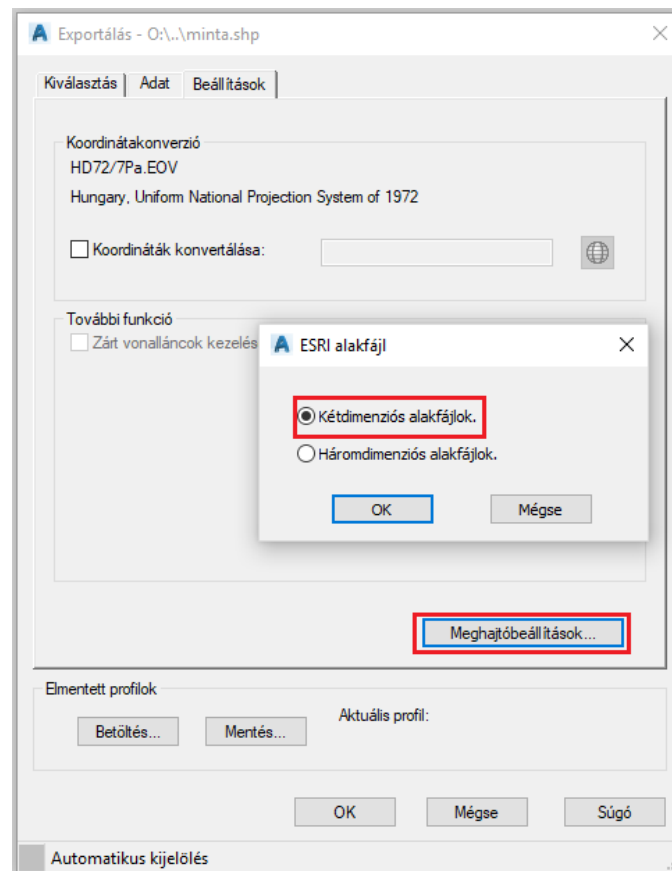 Exportálás - O:\..\minta.shp
Kiválasztás
Adat
Beállítások
Koordinátakonverzió
HD72/7Pa.EOV
Hungary, Uniform National Projection System of 1972
Koordináták konvertálása:
További funkció
Zárt vonalláncok kezelés
ESRI alakfájl
Kétdimenziós alakfájlok.
Háromdimenziós alakfájlok.
OK
Mégse
Meghajtóbeállítások...
Elmentett profilok
Betöltés...
Mentés...
Aktuális profil:
OK
Mégse
Súgó
Automatikus kijelölés